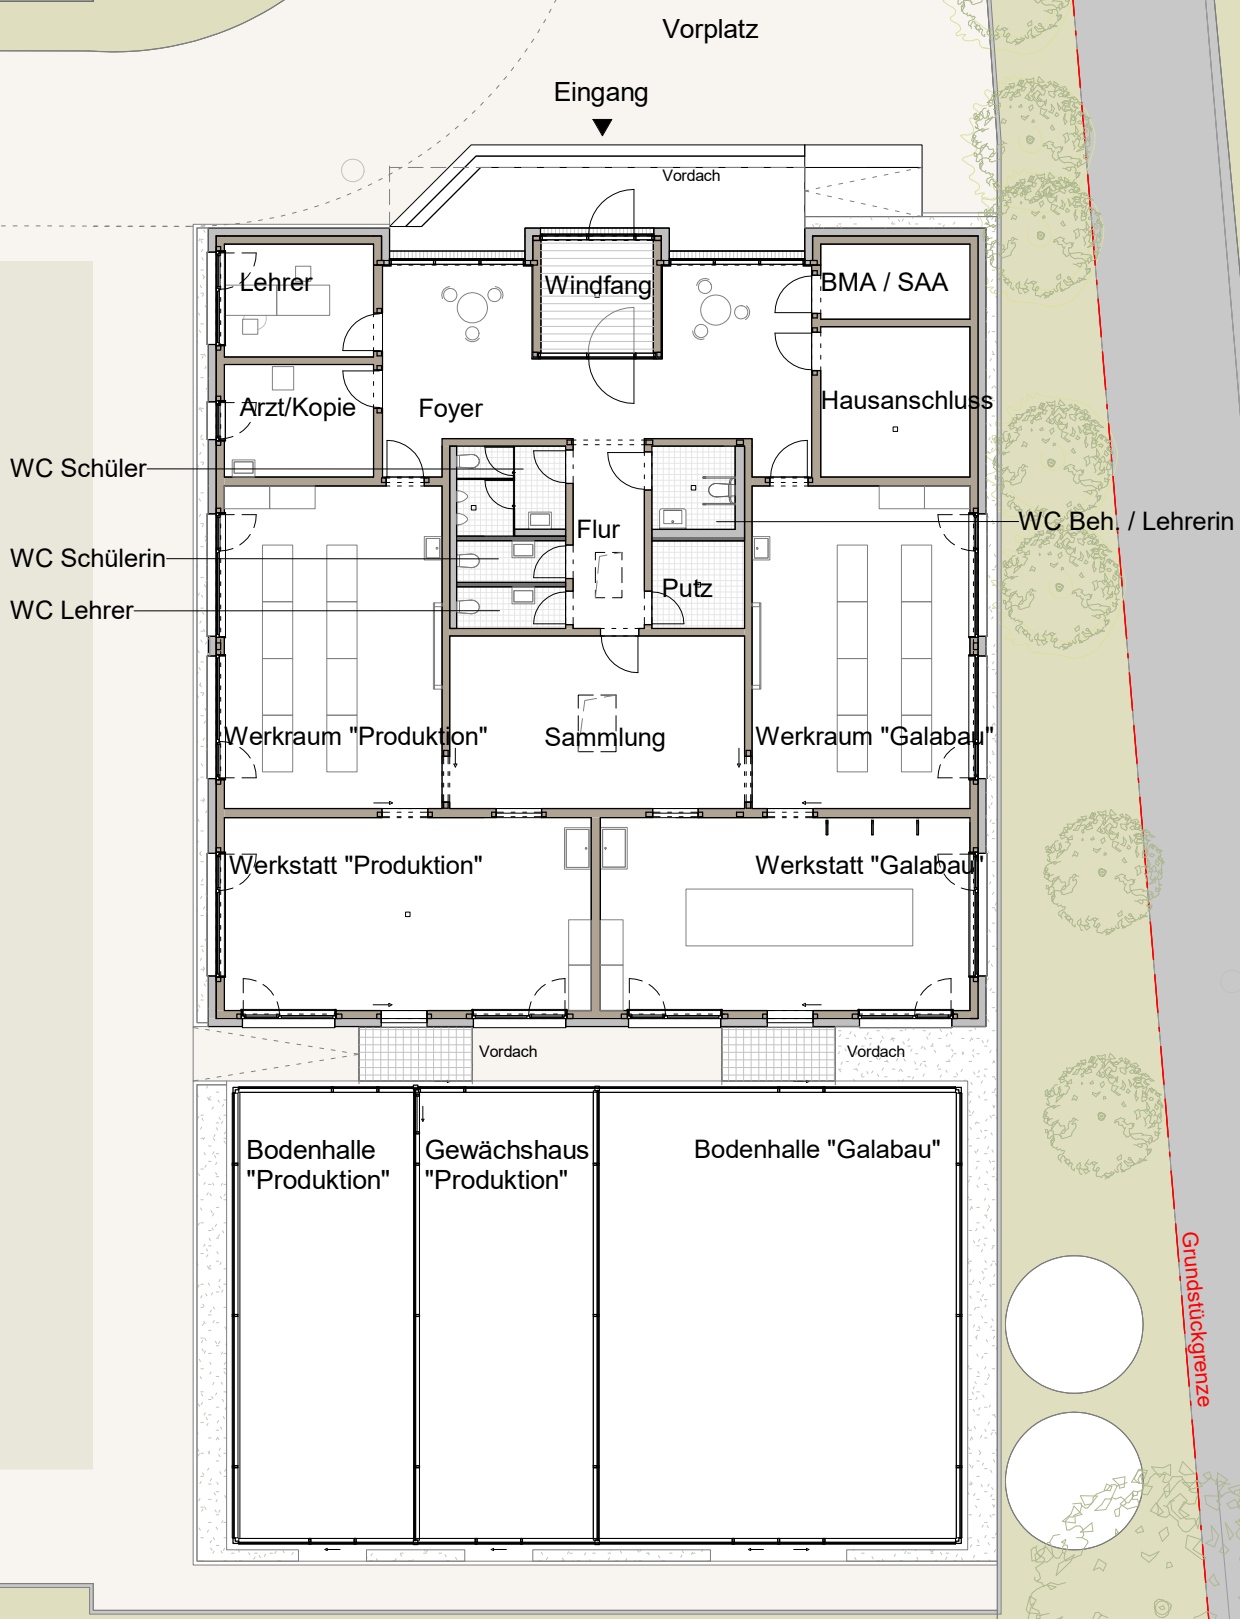 Vorplatz
Eingang
Vordach
Lehrer
Windfang
BMA / SAA
Arzt/Kopie
Foyer
Hausanschluss
WC Schüler
WC Beh. / Lehrerin
Flur
WC Schülerin
Putz
WC Lehrer
Werkraum "Produktion"
Sammlung
Werkraum "Galabau"
Werkstatt "Produktion"
Werkstatt "Galabau"
Vordach
Vordach
Bodenhalle
"Produktion"
Gewächshaus
"Produktion"
Bodenhalle "Galabau"
Grundstückgrenze